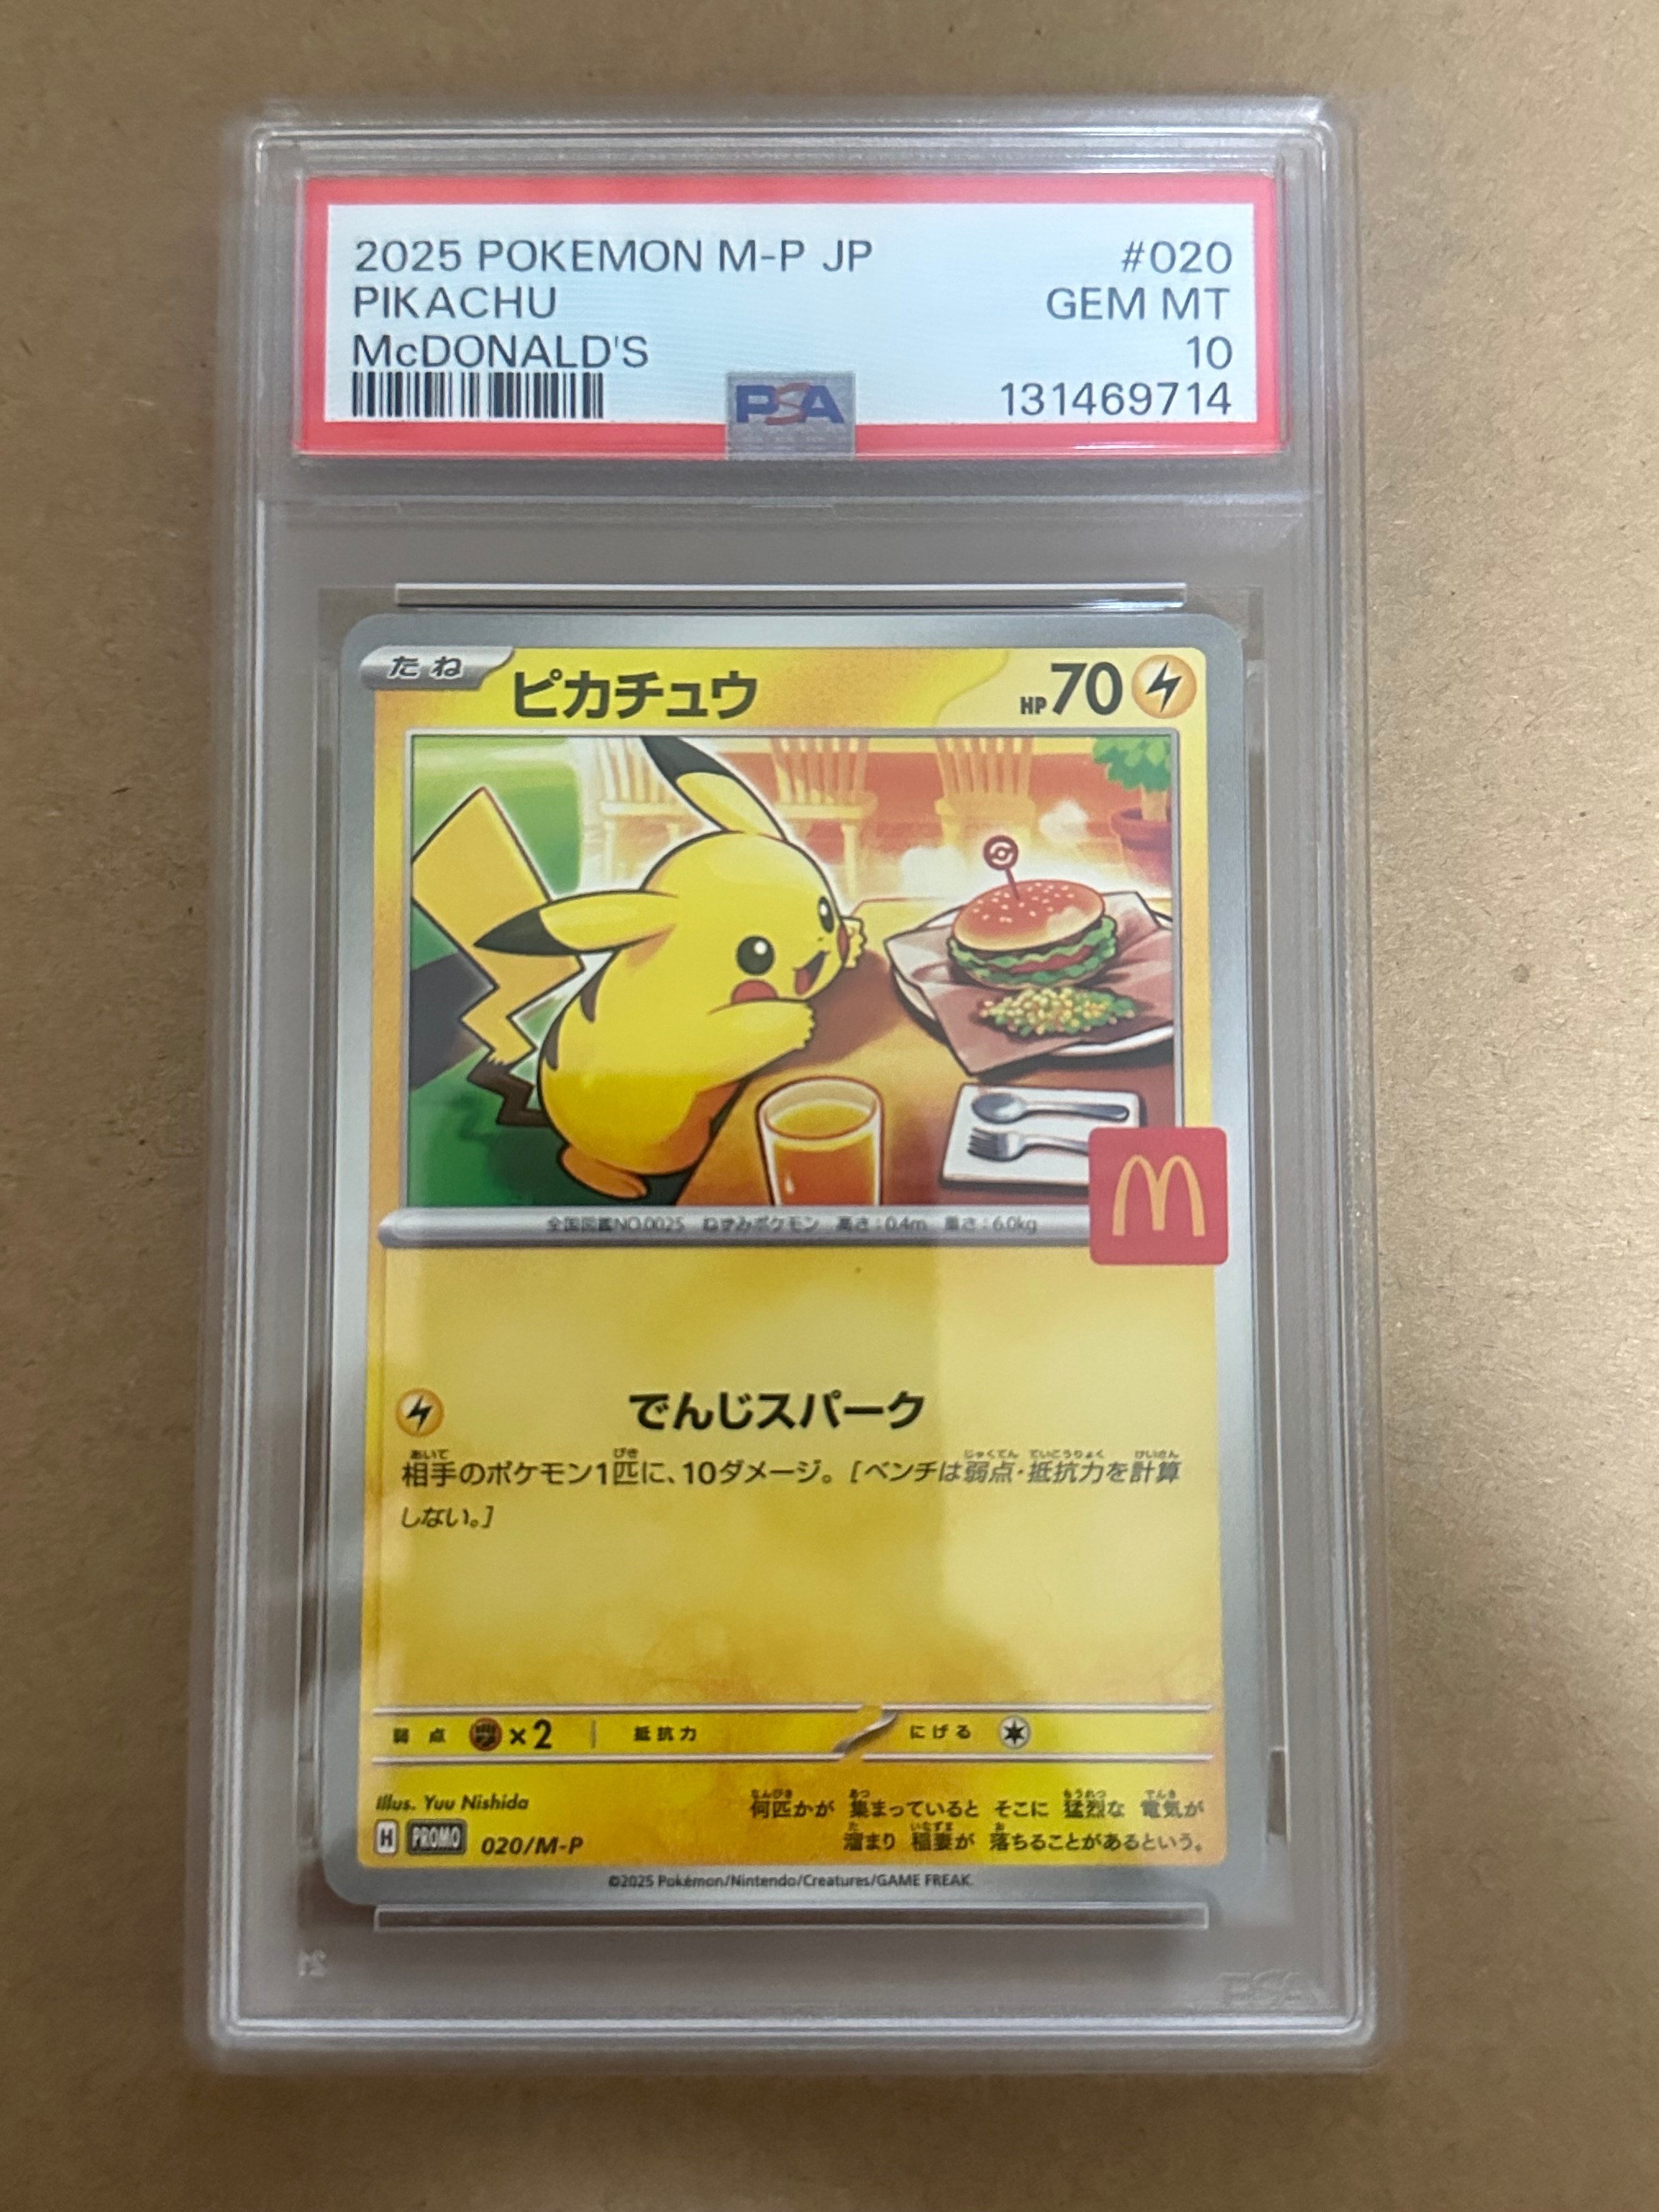 2025 POKEMON M-P JP #020
PIKACHU GEM MT
McDONALD'S 10
PSA 131469714
たね ピカチュウ HP70
全国図鑑NO.0025 ねずみポケモン 高さ:0.4m 重さ:6.0kg
M
でんじスパーク
相手のポケモン1匹に、10ダメージ。[ベンチは弱点・抵抗力を計算
しない。]
弱点 ×2 抵抗力 にげる
Illus. Yuu Nishida
何匹かが 集まっていると そこに 猛烈な 電気が
溜まり 稲妻が 落ちることがあるという。
H PROMO 020/M-P
©2025 Pokémon/Nintendo/Creatures/GAME FREAK.
PSA